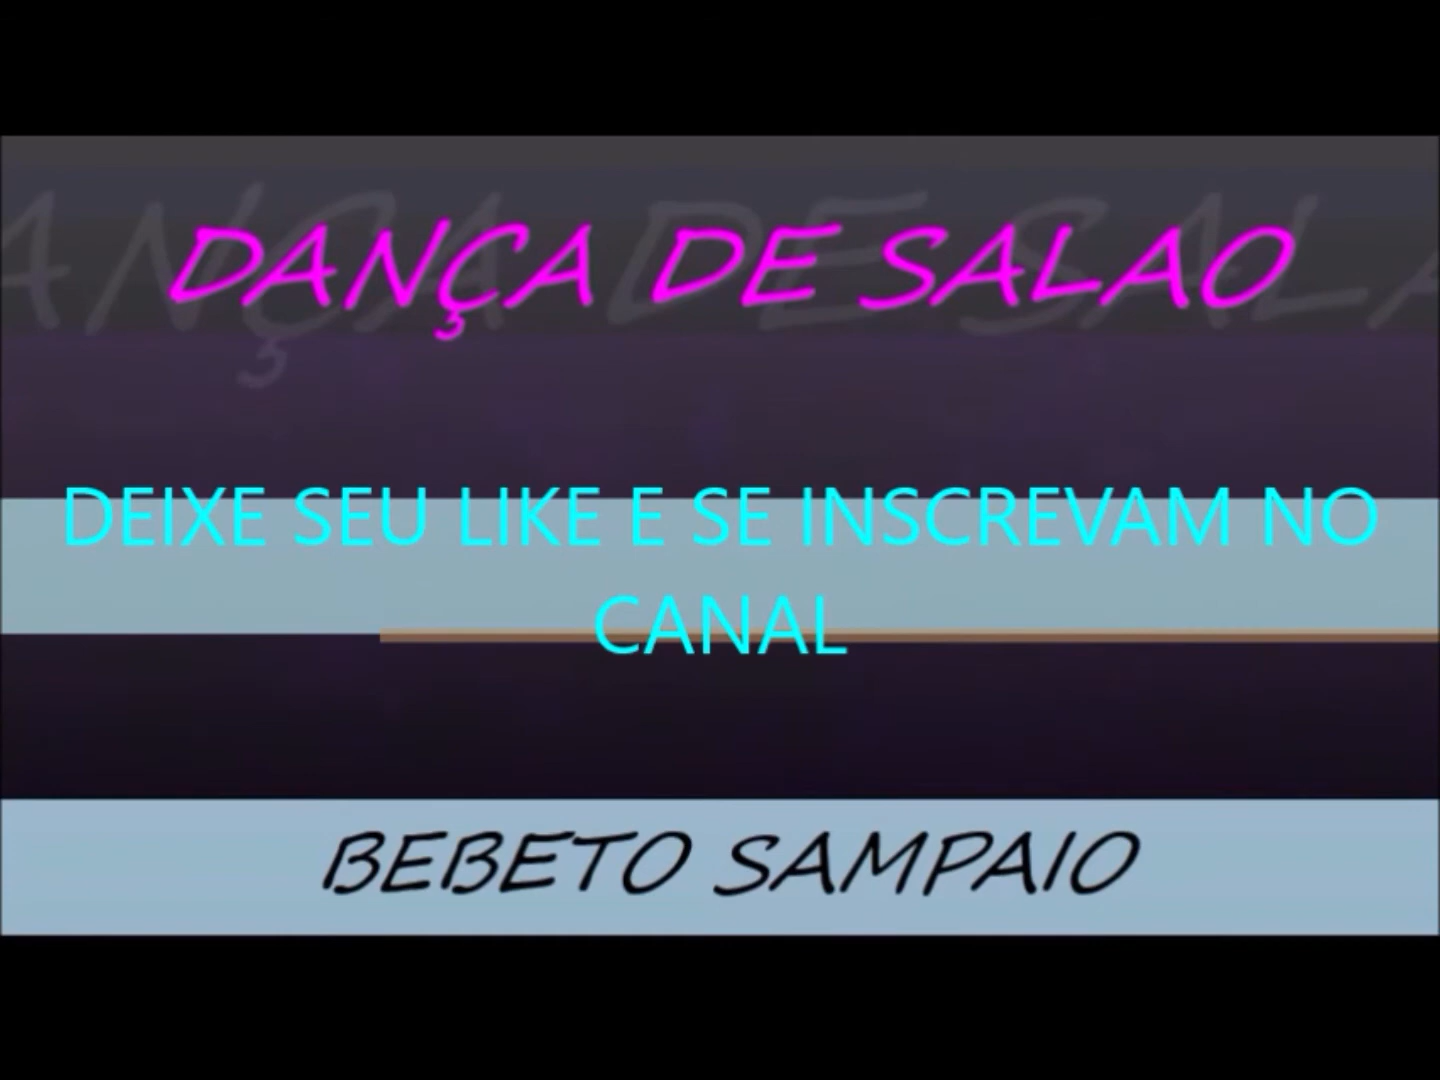 DANÇA DE SALAO
DEIXE SEU LIKE E SE INSCREVAM NO
CANAL
BEBETO SAMPAIO